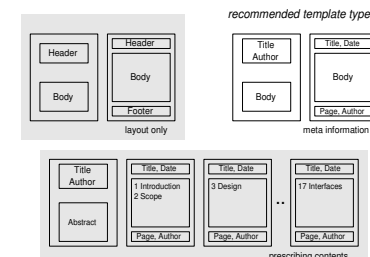 recommended template type
Header
Body
Header
Body
Footer
layout only
Title
Author
Body
Title, Date
Body
Page, Author
meta information
Title
Author
Abstract
Title, Date
1 Introduction
2 Scope
Page, Author
Title, Date
3 Design
Page, Author
..
Title, Date
17 Interfaces
Page, Author
prescribing contents